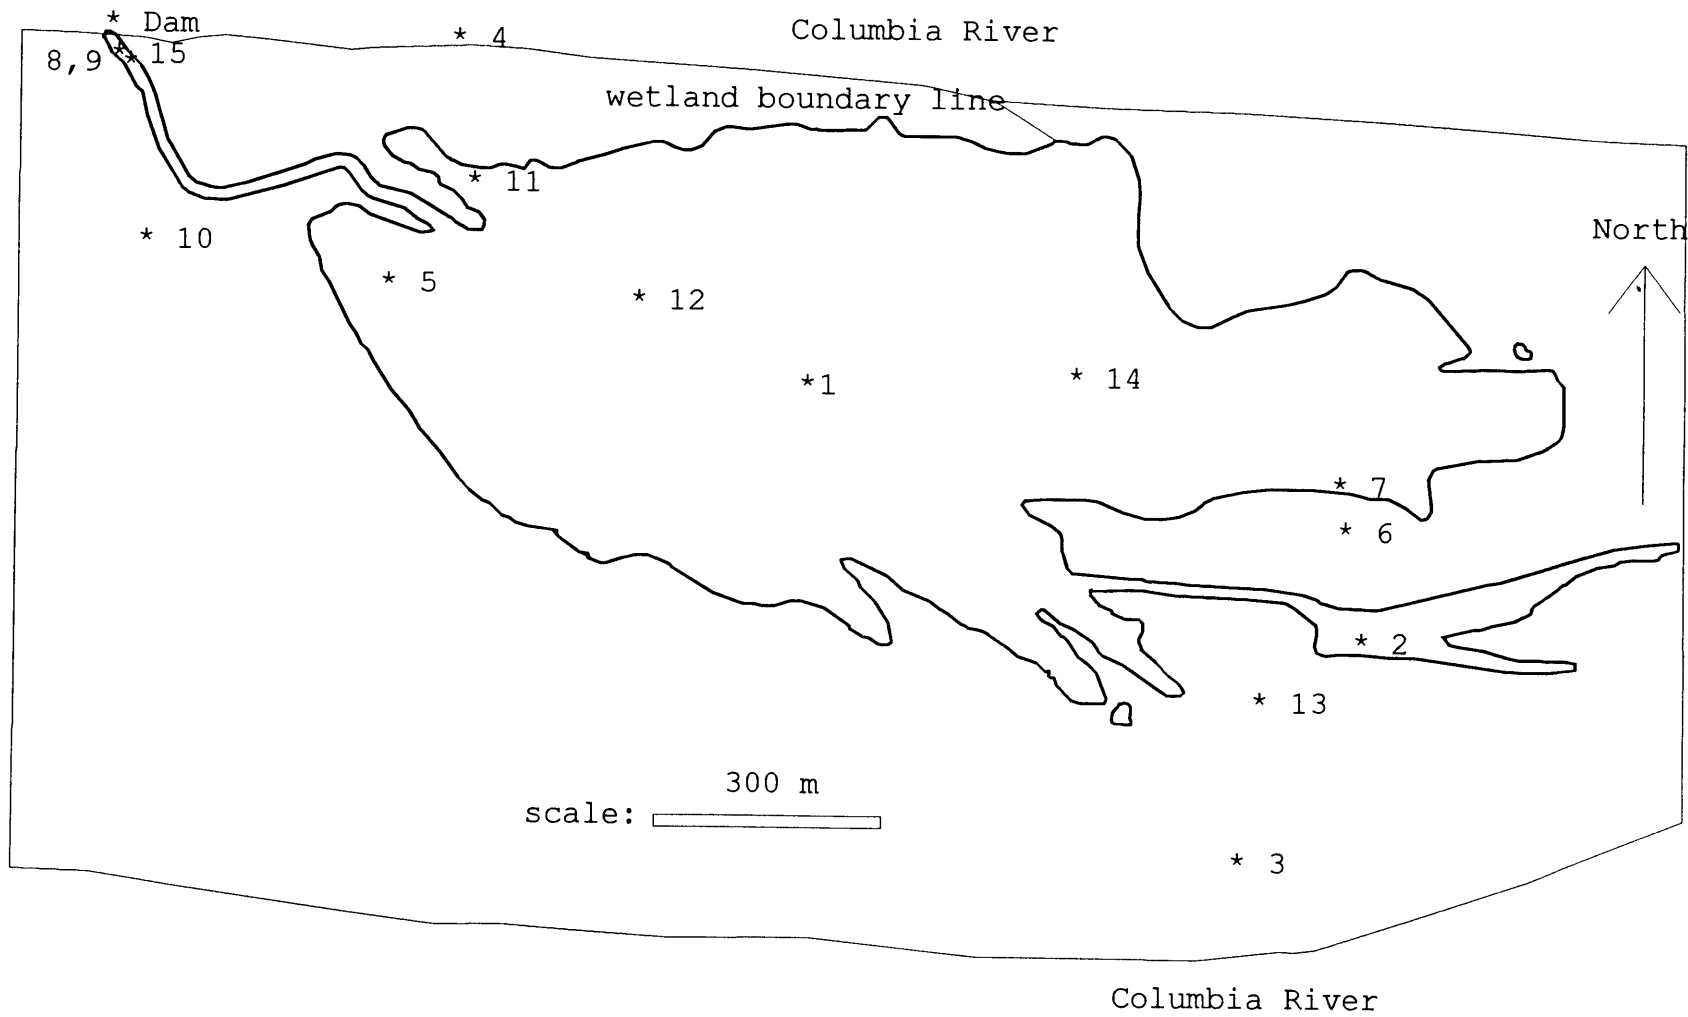 * Dam
* 4
Columbia River
8,9 * * 15
wetland boundary line
* 11
* 10
North
* 5
* 12
*1
* 14
* 7
* 6
* 2
* 13
300 m
scale:
* 3
Columbia River